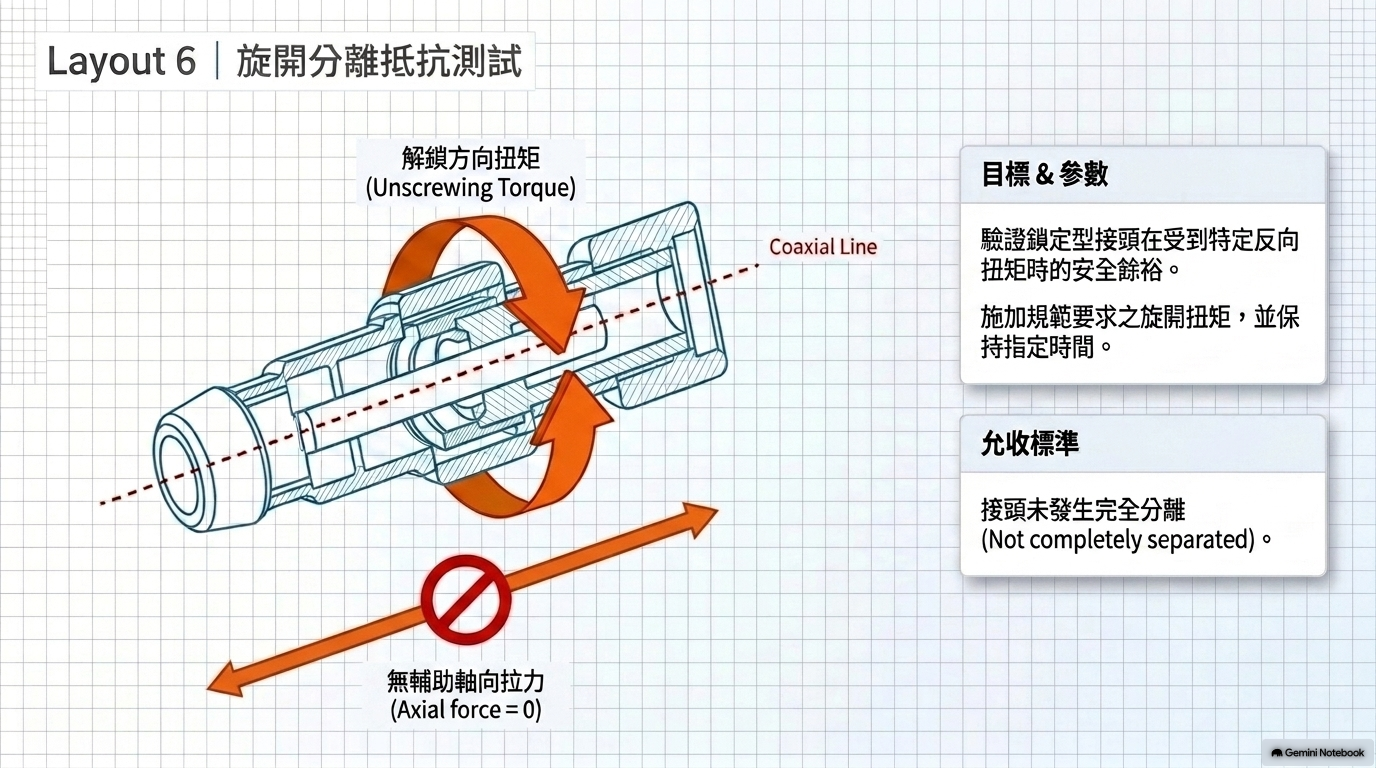 Layout 6｜旋開分離抵抗測試
解鎖方向扭矩
(Unscrewing Torque)
Coaxial Line
無輔助軸向拉力
(Axial force = 0)
目標 & 參數
驗證鎖定型接頭在受到特定反向
扭矩時的安全餘裕。
施加規範要求之旋開扭矩，並保
持指定時間。
允收標準
接頭未發生完全分離
(Not completely separated)。
Gemini Notebook